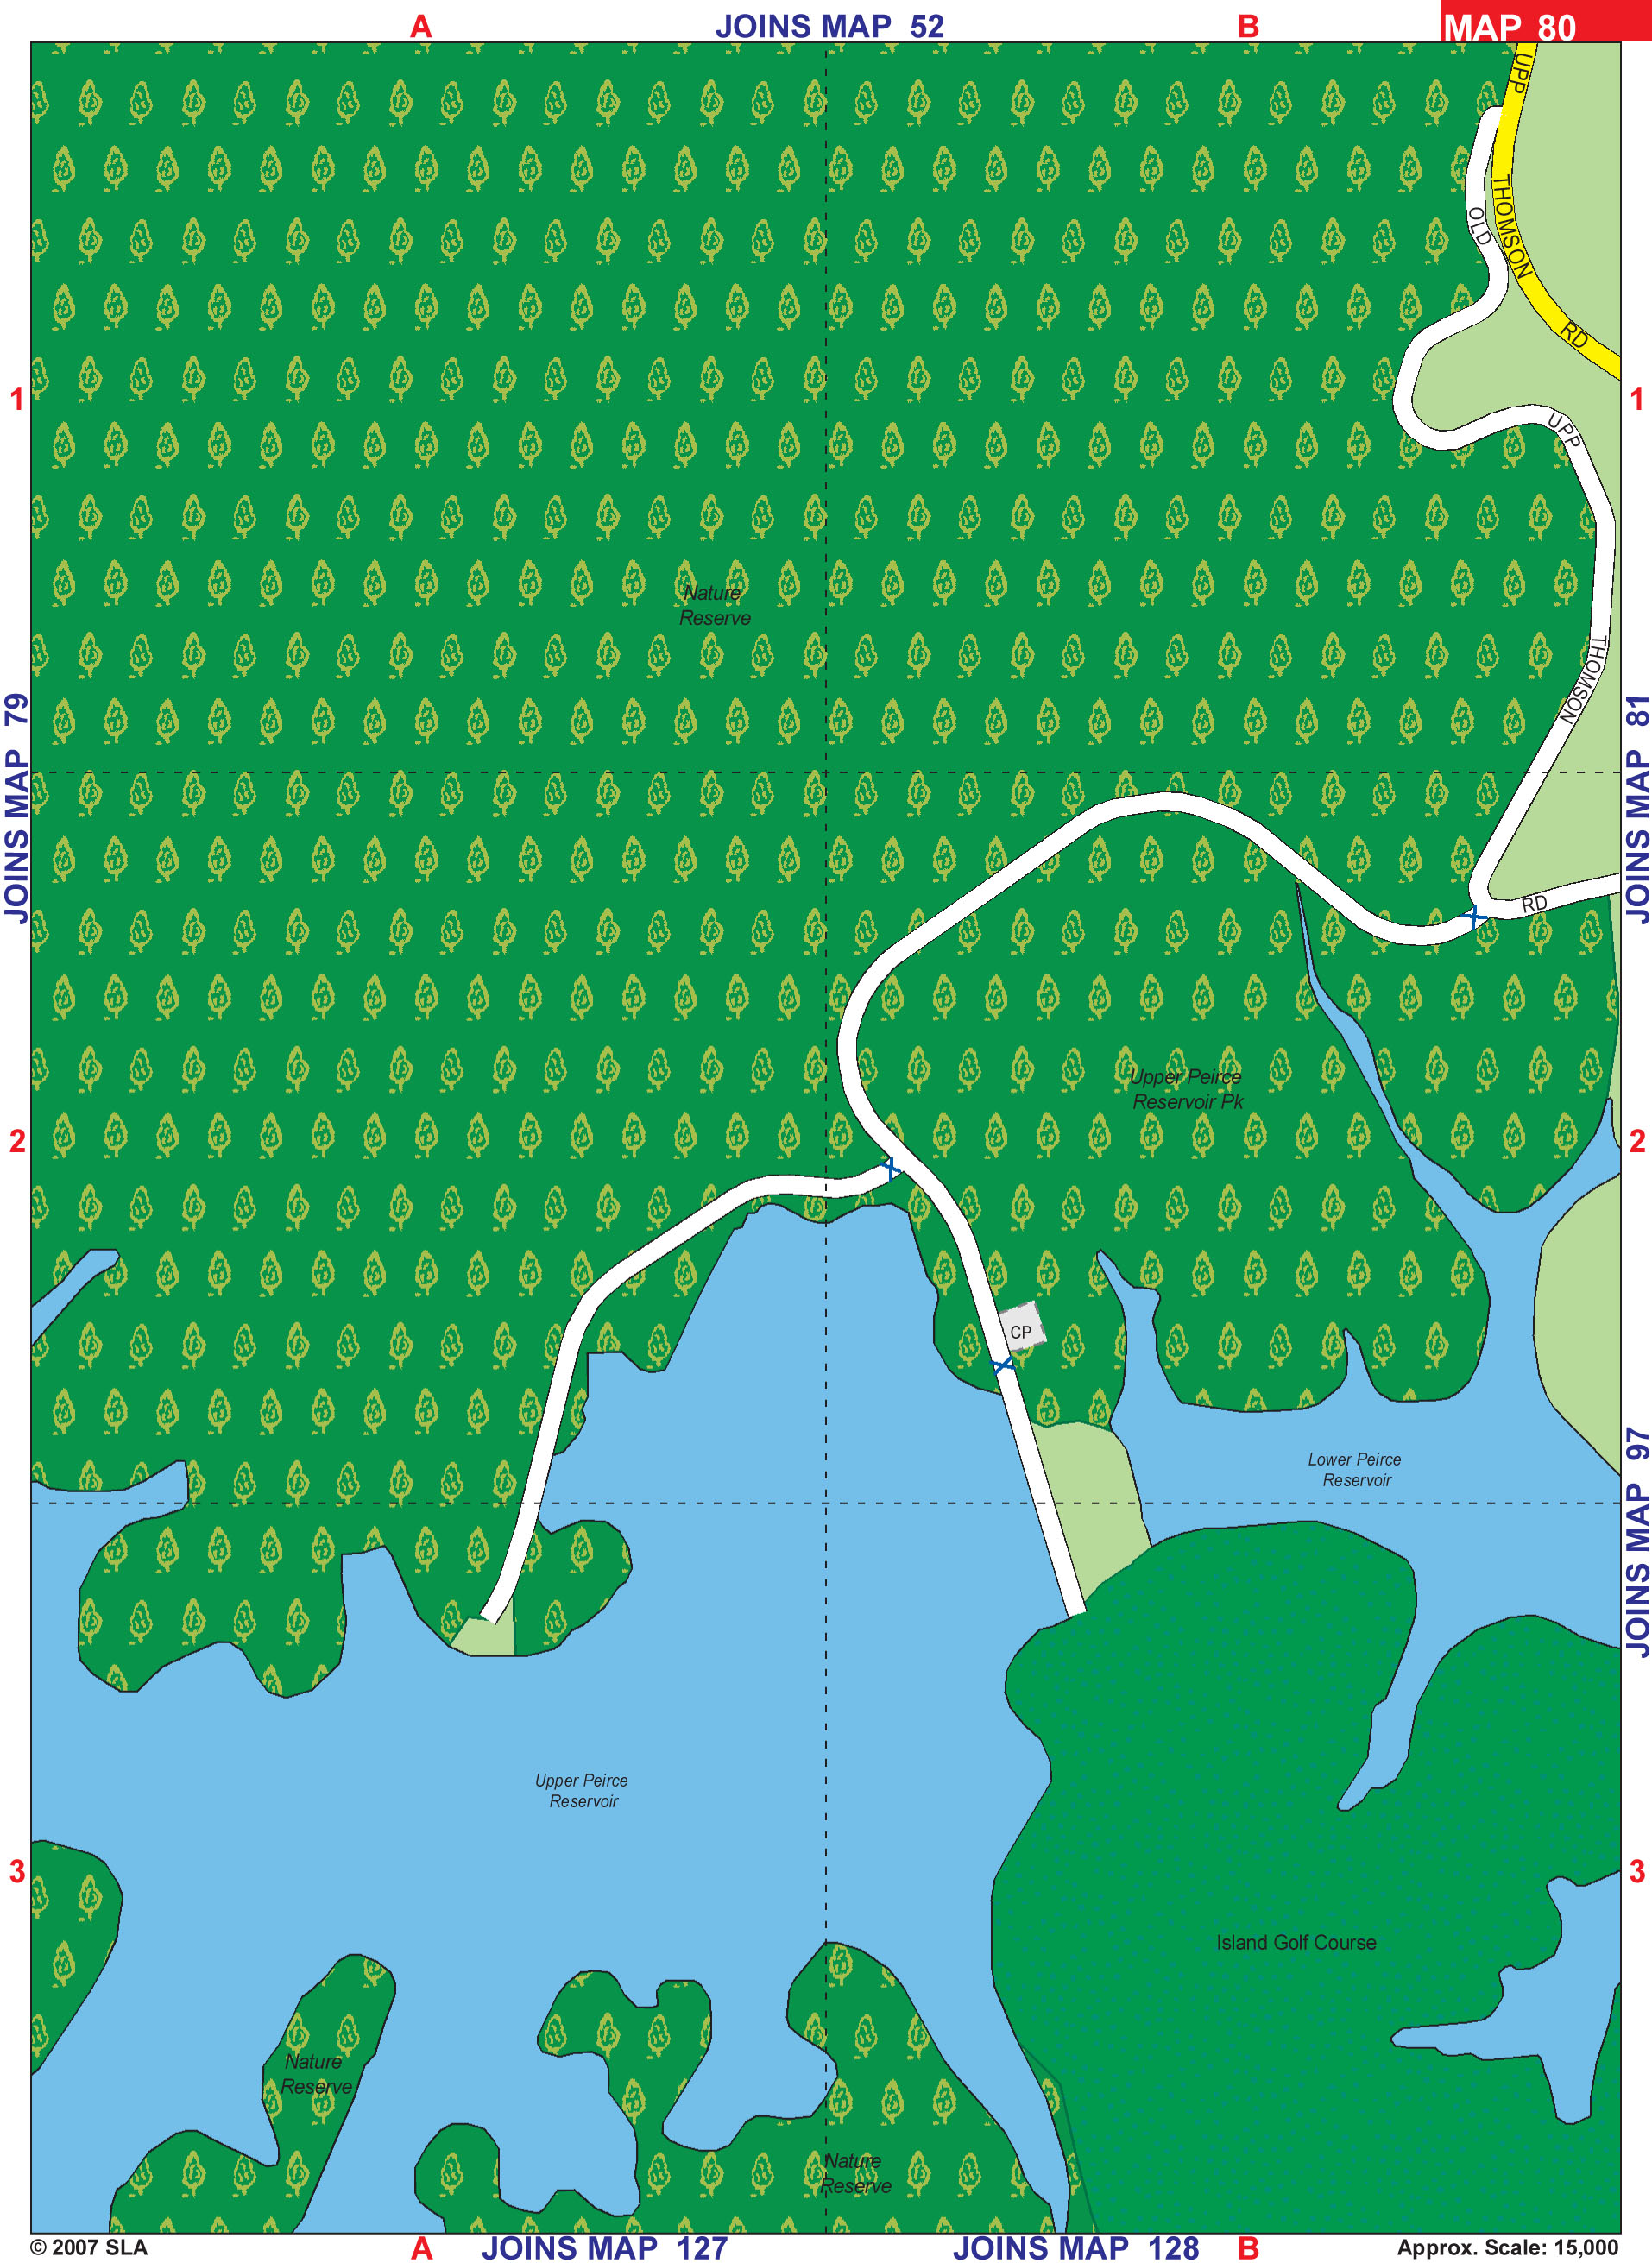 A
JOINS MAP 52
B
MAP 80
UPP
THOMSON
RD
OLD
1
1
UPP
Nature
Reserve
THOMSON
JOINS MAP 79
JOINS MAP 81
RD
Upper Peirce
Reservoir Pk
2
2
CP
Lower Peirce
Reservoir
JOINS MAP 97
Upper Peirce
Reservoir
3
3
Island Golf Course
Nature
Reserve
Nature
Reserve
© 2007 SLA
A
JOINS MAP 127
JOINS MAP 128
B
Approx. Scale: 15,000